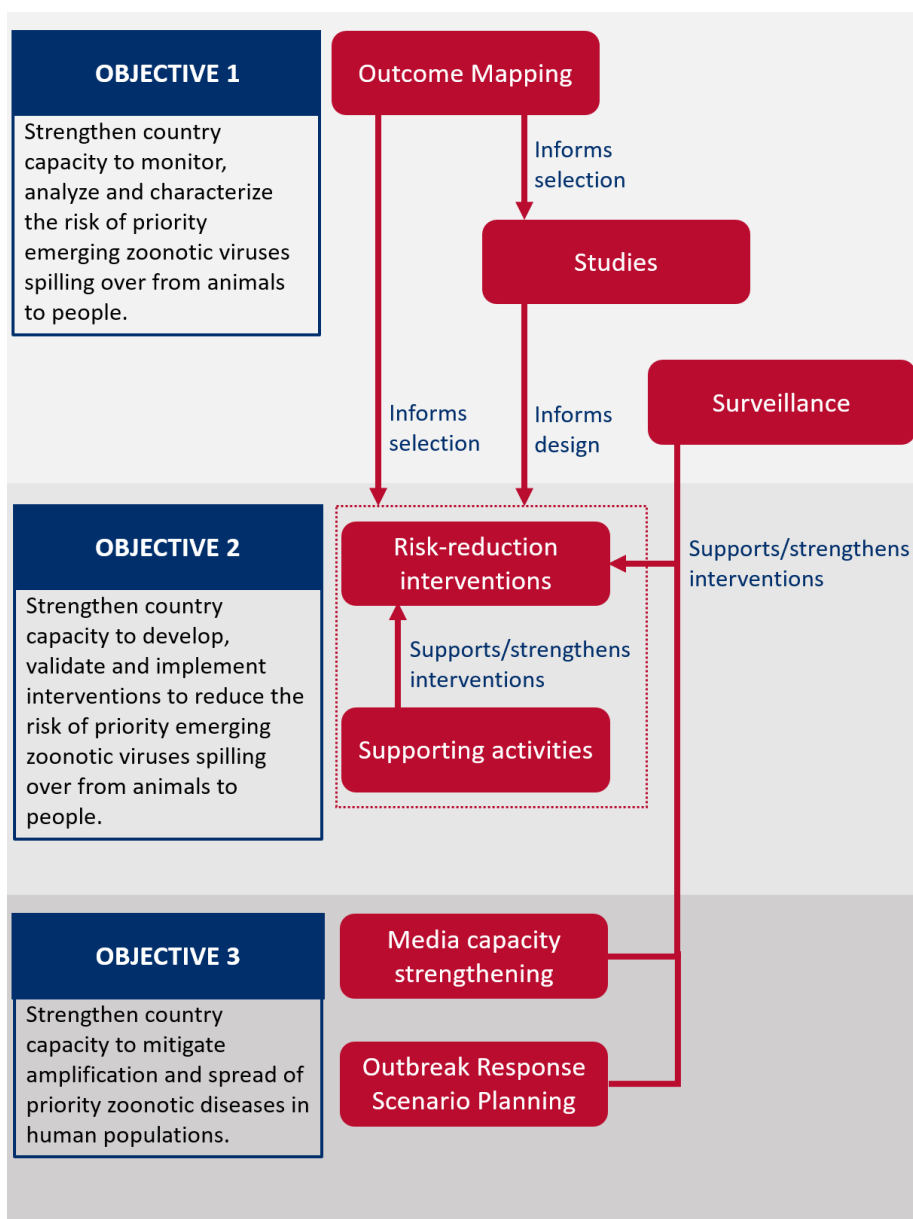 OBJECTIVE 1
Strengthen country
capacity to monitor,
analyze and characterize
the risk of priority
emerging zoonotic viruses
spilling over from animals
to people.
Outcome Mapping
Informs
selection
Studies
Surveillance
Informs
selection
Informs
design
OBJECTIVE 2
Strengthen country
capacity to develop,
validate and implement
interventions to reduce the
risk of priority emerging
zoonotic viruses spilling
over from animals to
people.
Risk-reduction
interventions
Supports/strengthens
interventions
Supports/strengthens
interventions
Supporting activities
OBJECTIVE 3
Strengthen country
capacity to mitigate
amplification and spread of
priority zoonotic diseases in
human populations.
Media capacity
strengthening
Outbreak Response
Scenario Planning